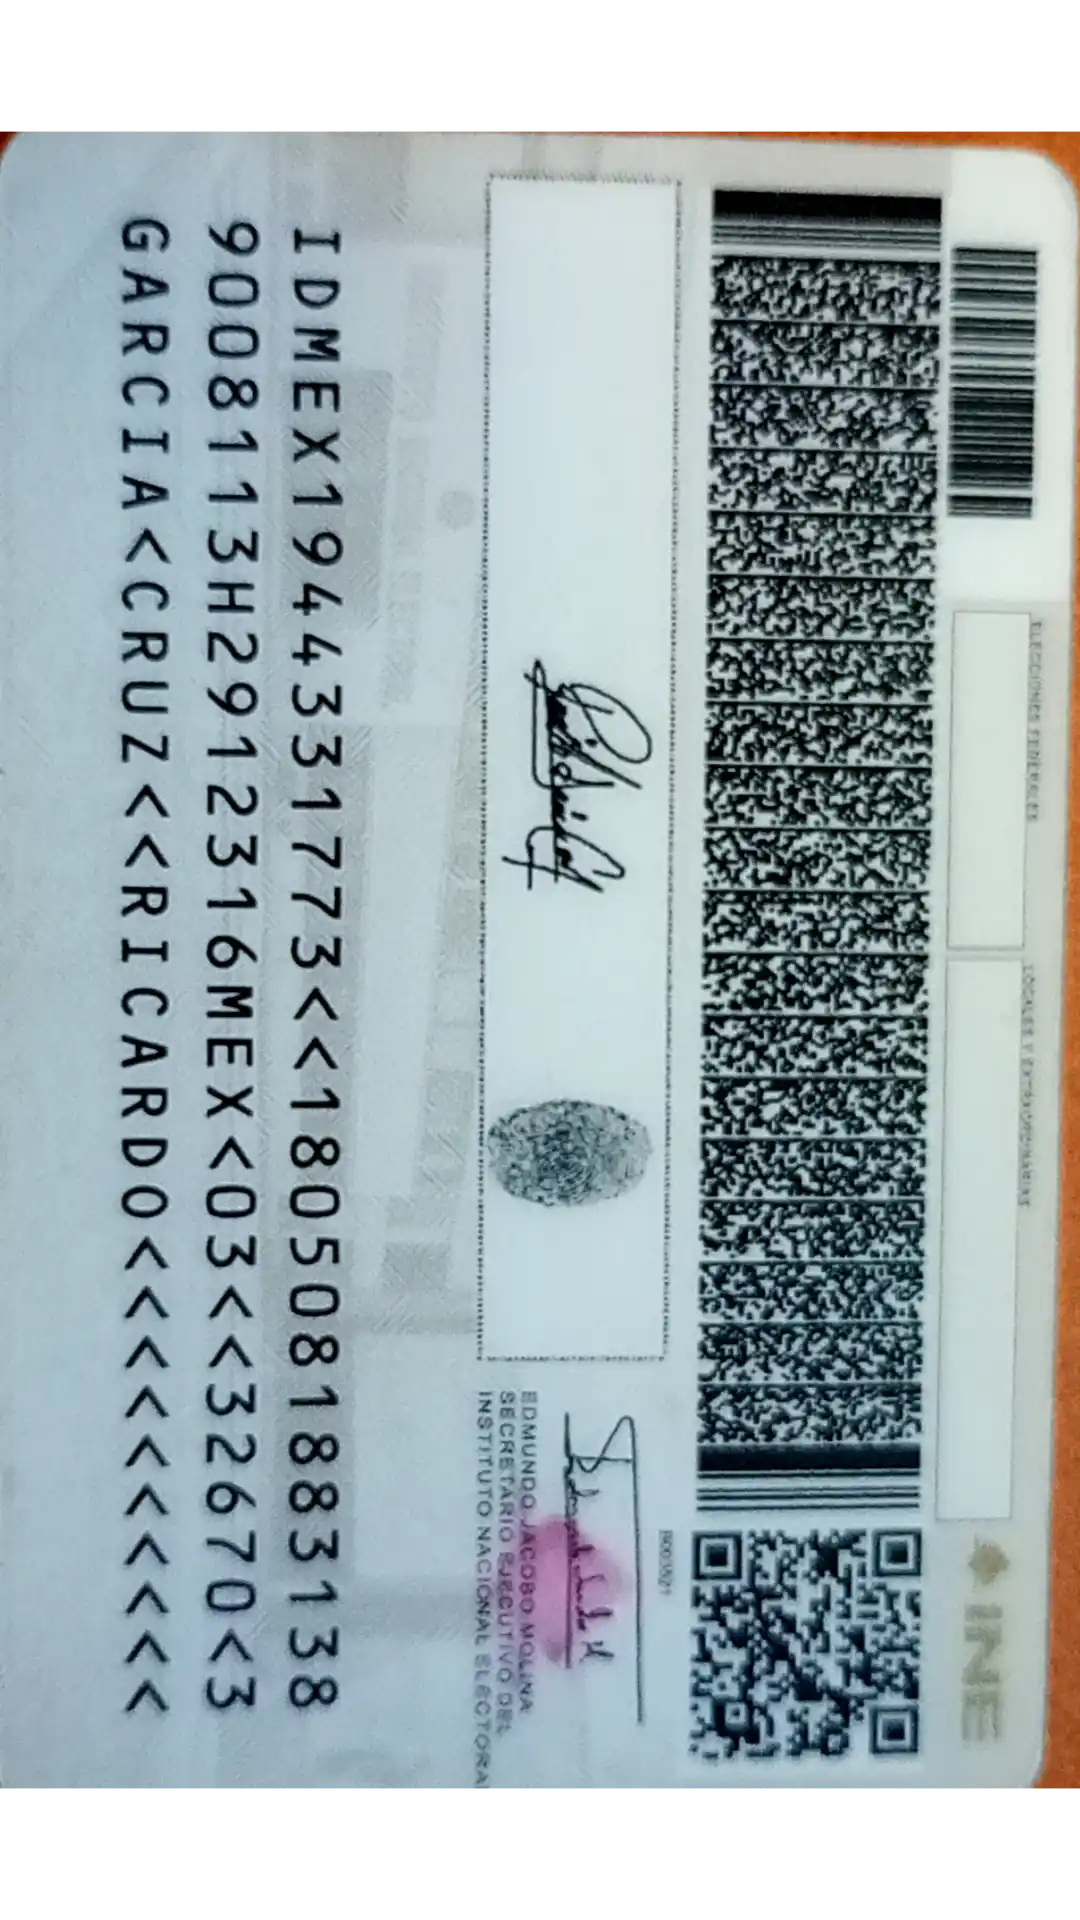 ELECCIONES FEDERALES
LOCALES Y EXTRAORDINARIAS
INE
EDMUNDO JACOBO MOLINA
SECRETARIO EJECUTIVO DEL
INSTITUTO NACIONAL ELECTORAL
IDMEX1944331773<<1805081883138
9008113H2912316MEX<03<<32670<3
GARCIA<CRUZ<<RICARDO<<<<<<<<<<